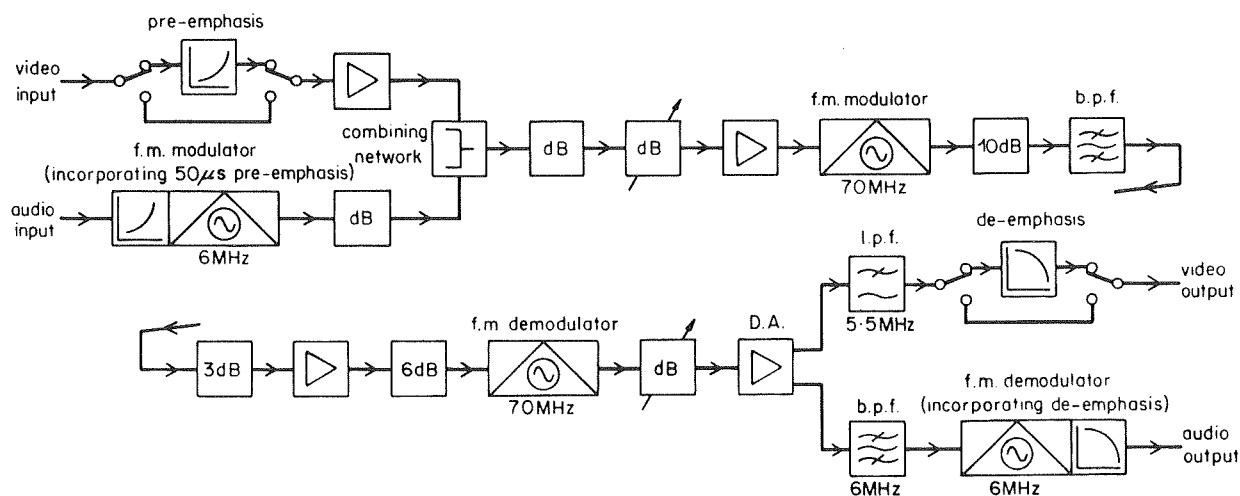 pre-emphasis
video
input
combining
network
dB
dB
f.m. modulator
70MHz
10dB
b.p.f.
f.m. modulator
(incorporating 50μs pre-emphasis)
audio
input
6MHz
dB
de-emphasis
l.p.f.
5·5MHz
video
output
3dB
6dB
f.m demodulator
70MHz
dB
D.A.
b.p.f.
6MHz
f.m. demodulator
(incorporating de-emphasis)
6MHz
audio
output